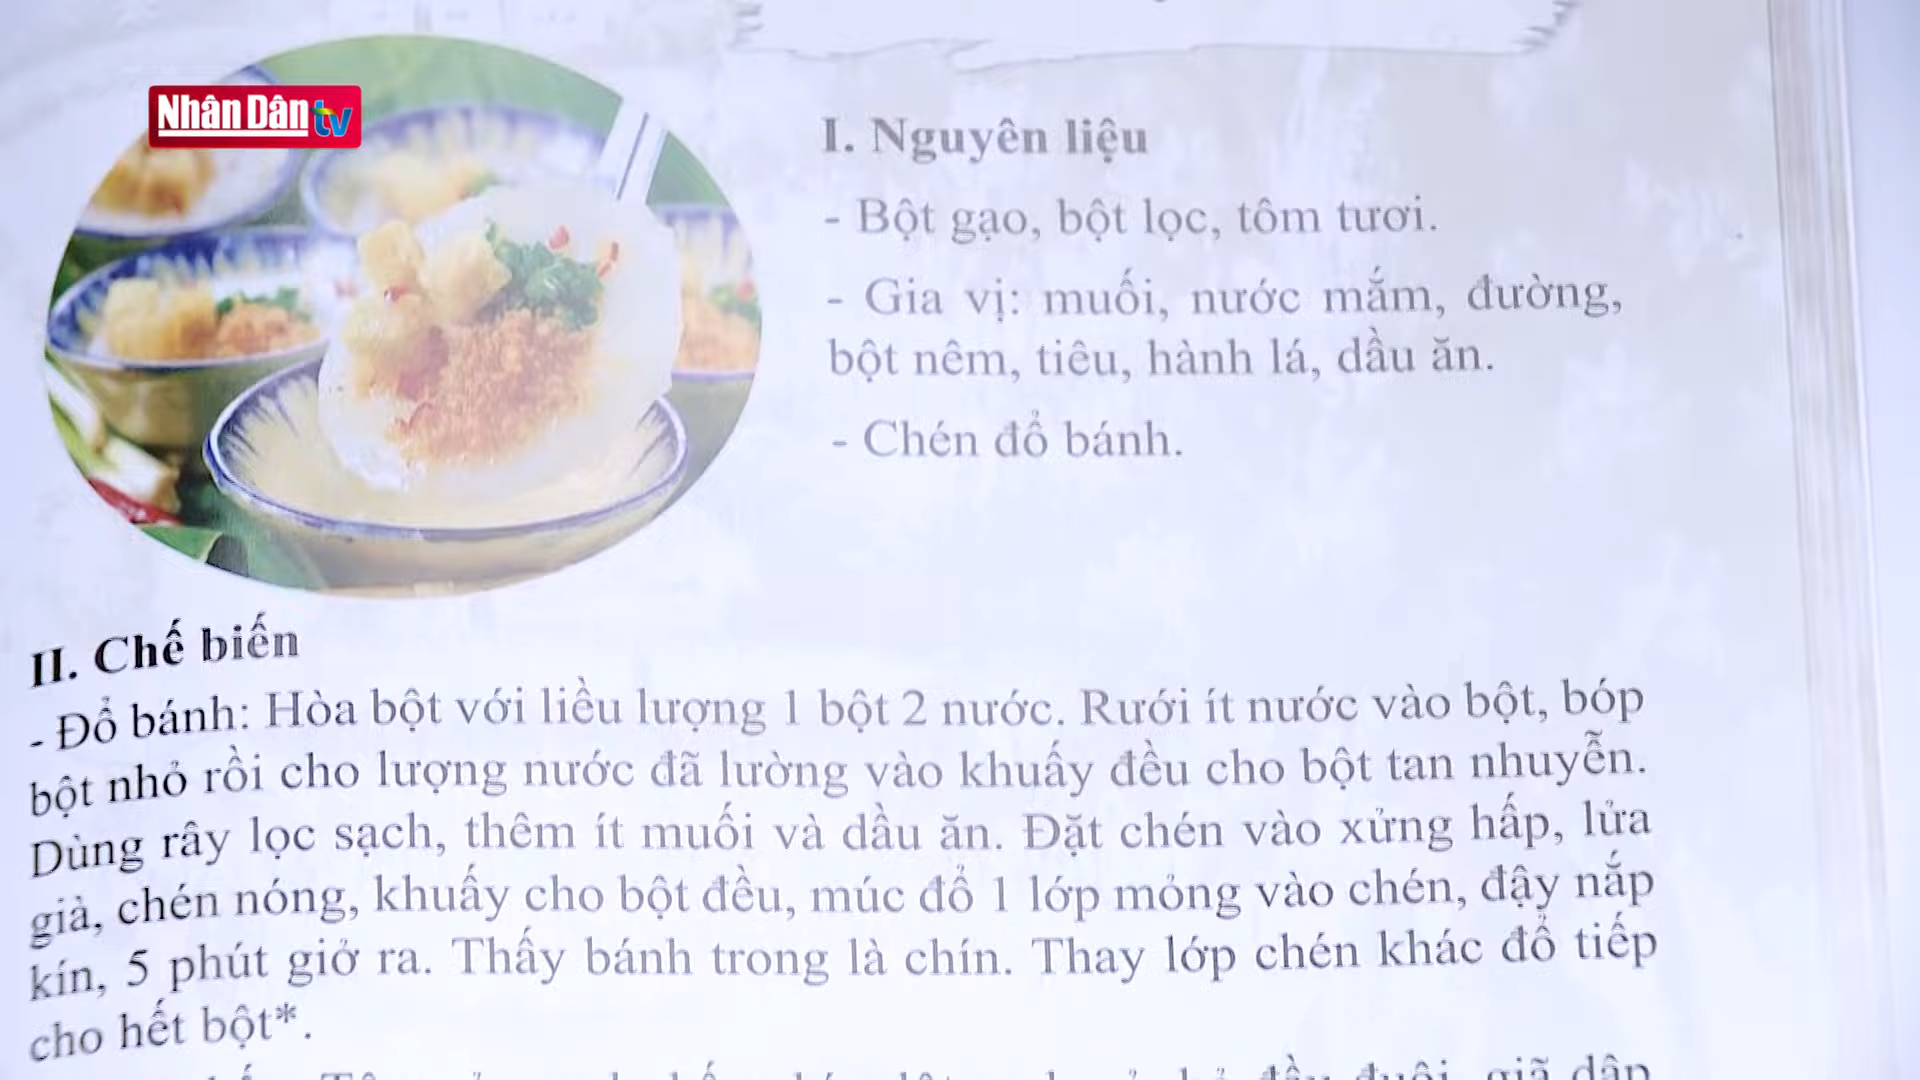 Nhân Dân tv
I. Nguyên liệu
- Bột gạo, bột lọc, tôm tươi.
- Gia vị: muối, nước mắm, đường,
bột nêm, tiêu, hành lá, dầu ăn.
- Chén đổ bánh.
II. Chế biến
- Đổ bánh: Hòa bột với liều lượng 1 bột 2 nước. Rưới ít nước vào bột, bóp
bột nhỏ rồi cho lượng nước đã lường vào khuấy đều cho bột tan nhuyễn.
Dùng rây lọc sạch, thêm ít muối và dầu ăn. Đặt chén vào xửng hấp, lửa
già, chén nóng, khuấy cho bột đều, múc đổ 1 lớp mỏng vào chén, đậy nắp
kín, 5 phút giở ra. Thấy bánh trong là chín. Thay lớp chén khác đổ tiếp
cho hết bột*.